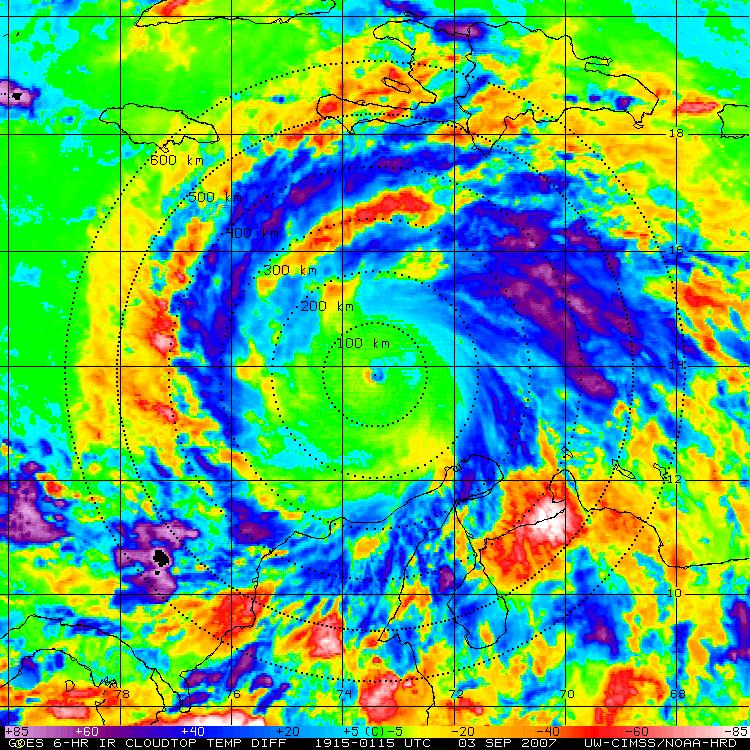 18
600 km
500 km
400 km
16
300 km
200 km
100 km
14
12
10
78 76 74 72 70 68
+85 +60 +40 +20 +5 (C) -5 -20 -40 -60 -85
GOES 6-HR IR CLOUDTOP TEMP DIFF 1915-0115 UTC 03 SEP 2007 UW-CIMSS/NOAA-HRD